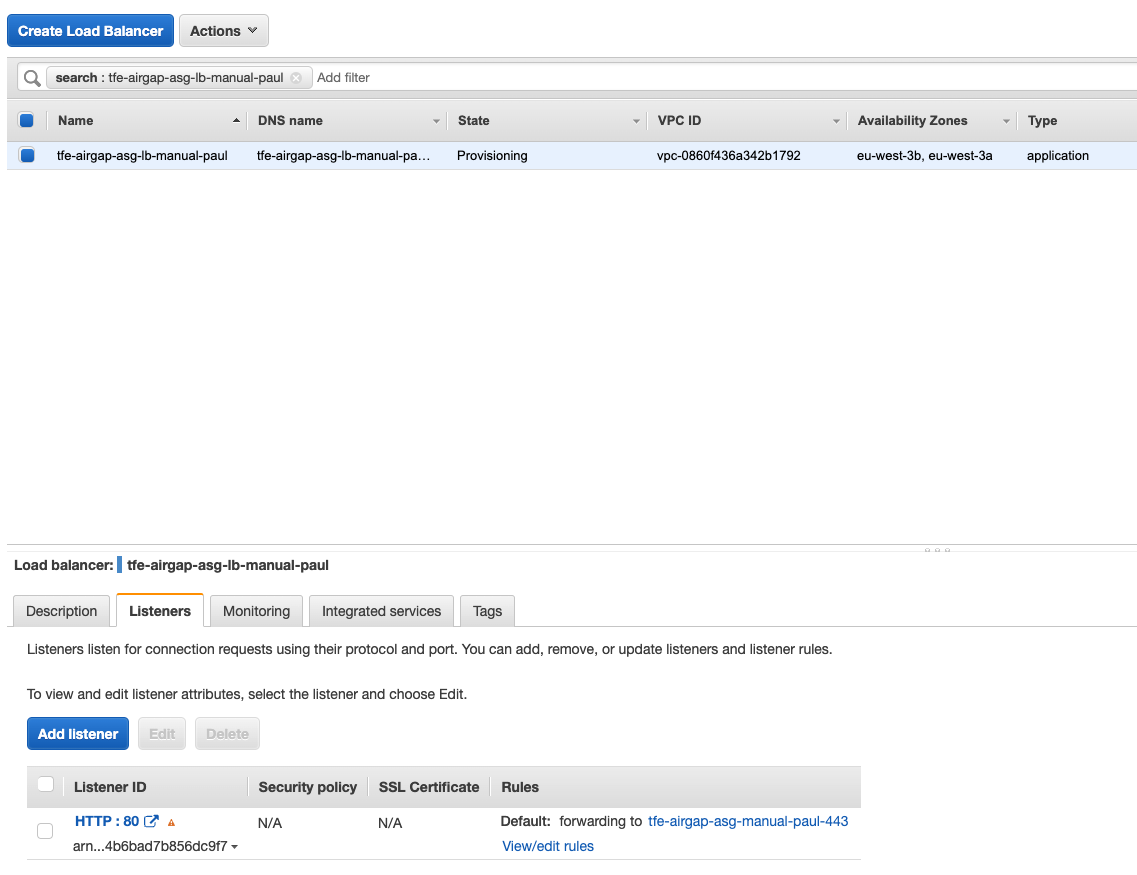 Create Load Balancer Actions
search : tfe-airgap-asg-lb-manual-paul Add filter
Name DNS name State VPC ID Availability Zones Type
tfe-airgap-asg-lb-manual-paul tfe-airgap-asg-lb-manual-pa… Provisioning vpc-0860f436a342b1792 eu-west-3b, eu-west-3a application
Load balancer: tfe-airgap-asg-lb-manual-paul
Description Listeners Monitoring Integrated services Tags
Listeners listen for connection requests using their protocol and port. You can add, remove, or update listeners and listener rules.
To view and edit listener attributes, select the listener and choose Edit.
Add listener Edit Delete
Listener ID Security policy SSL Certificate Rules
HTTP : 80 N/A N/A Default: forwarding to tfe-airgap-asg-manual-paul-443
arn...4b6bad7b856dc9f7 View/edit rules